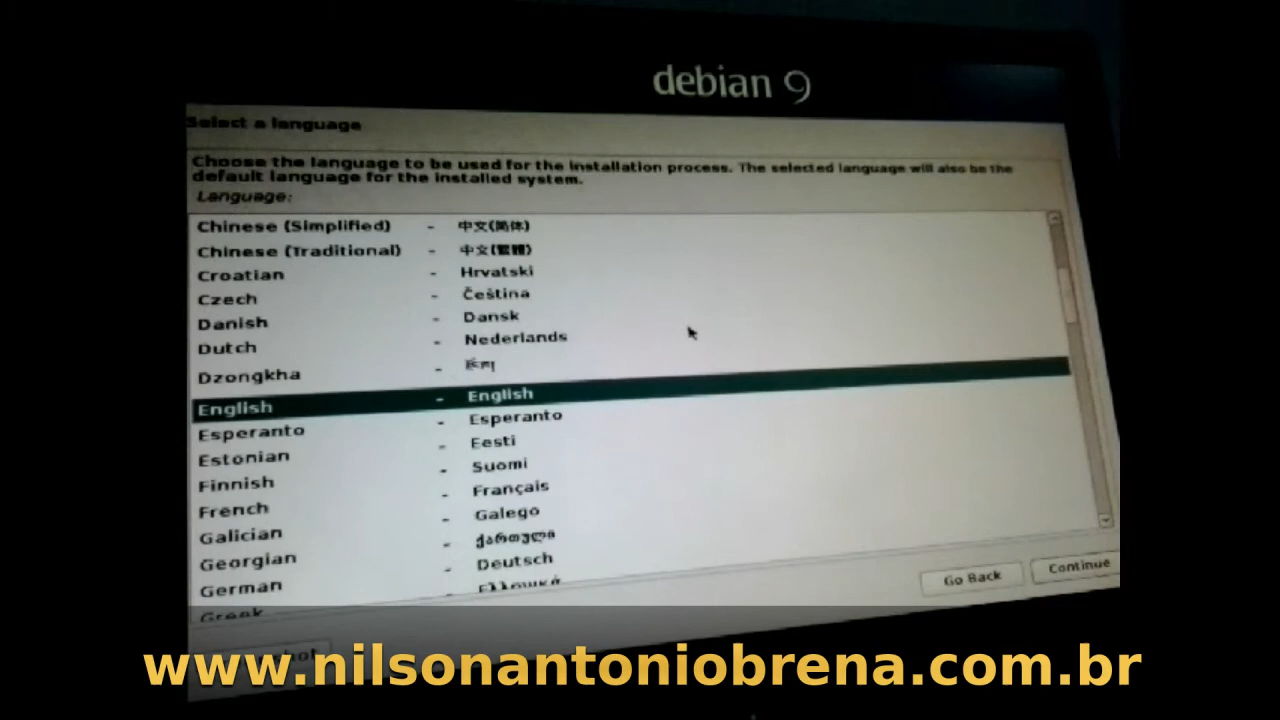 debian 9
Select a language
Choose the language to be used for the installation process. The selected language will also be the
default language for the installed system.
Language:
Chinese (Simplified) - 中文(简体)
Chinese (Traditional) - 中文(繁體)
Croatian - Hrvatski
Czech - Čeština
Danish - Dansk
Dutch - Nederlands
Dzongkha - རྫོང་ཁ།
English - English
Esperanto - Esperanto
Estonian - Eesti
Finnish - Suomi
French - Français
Galician - Galego
Georgian - ქართული
German - Deutsch
Greek - Ελληνικά
Go Back
Continue
www.nilsonantoniobrena.com.br